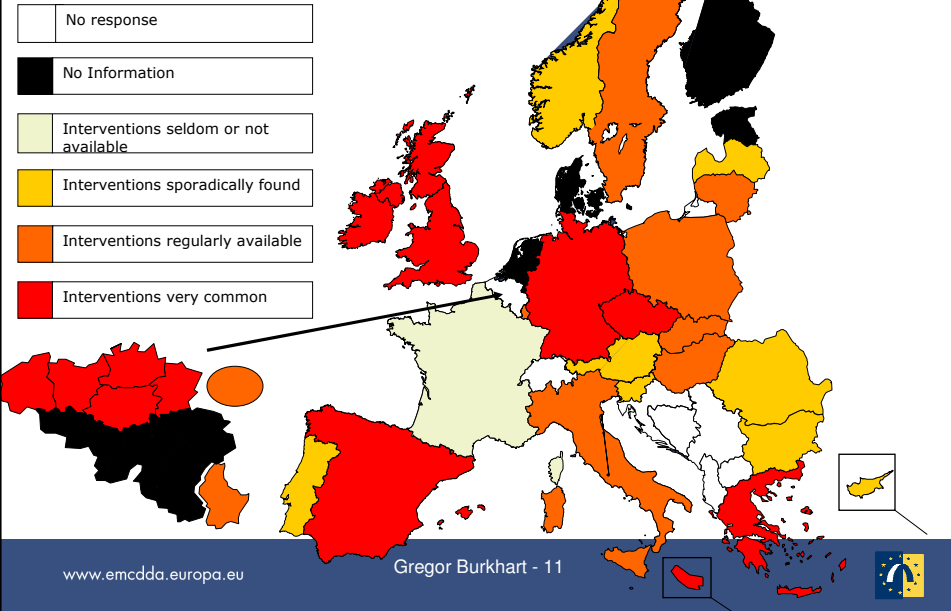 No response
No Information
Interventions seldom or not
available
Interventions sporadically found
Interventions regularly available
Interventions very common
www.emcdda.europa.eu
Gregor Burkhart - 11